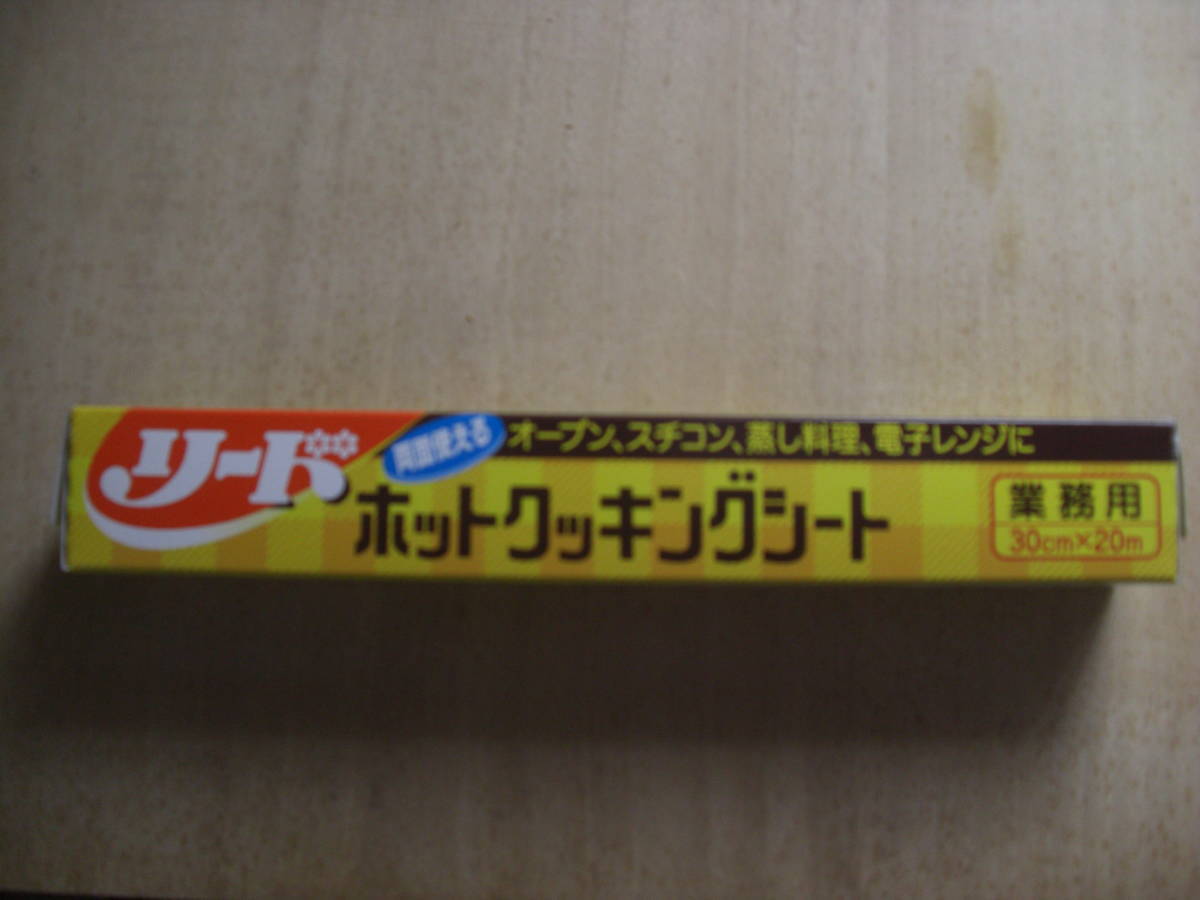 リード
両面使える
オーブン、スチコン、蒸し料理、電子レンジに
ホットクッキングシート
業務用
30cm×20m